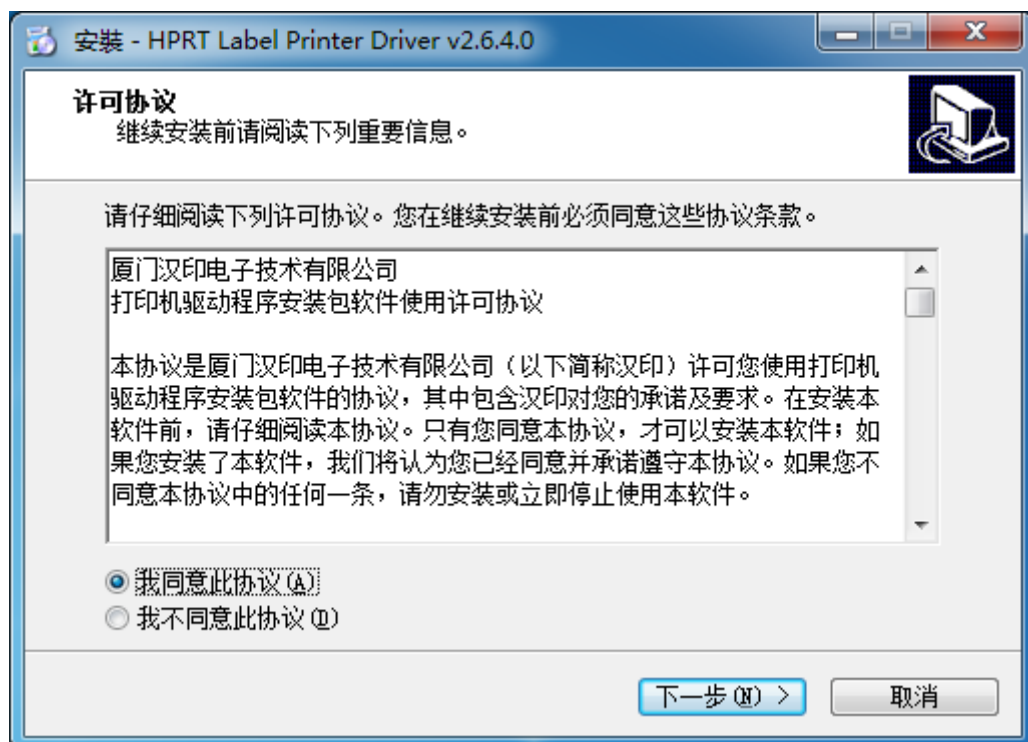 安裝 - HPRT Label Printer Driver v2.6.4.0
许可协议
继续安装前请阅读下列重要信息。
请仔细阅读下列许可协议。您在继续安装前必须同意这些协议条款。
厦门汉印电子技术有限公司
打印机驱动程序安装包软件使用许可协议
本协议是厦门汉印电子技术有限公司（以下简称汉印）许可您使用打印机
驱动程序安装包软件的协议，其中包含汉印对您的承诺及要求。在安装本
软件前，请仔细阅读本协议。只有您同意本协议，才可以安装本软件；如
果您安装了本软件，我们将认为您已经同意并承诺遵守本协议。如果您不
同意本协议中的任何一条，请勿安装或立即停止使用本软件。
我同意此协议(A)
我不同意此协议(D)
下一步(N) >
取消